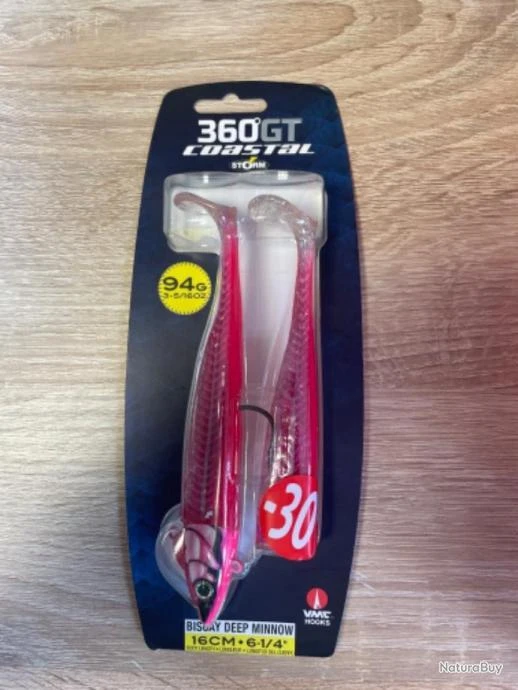 360°GT
COASTAL
STORM
94G
3-5/16OZ.
-30
VMC
HOOKS
BISCAY DEEP MINNOW
16CM • 6-1/4"
NaturaBuy